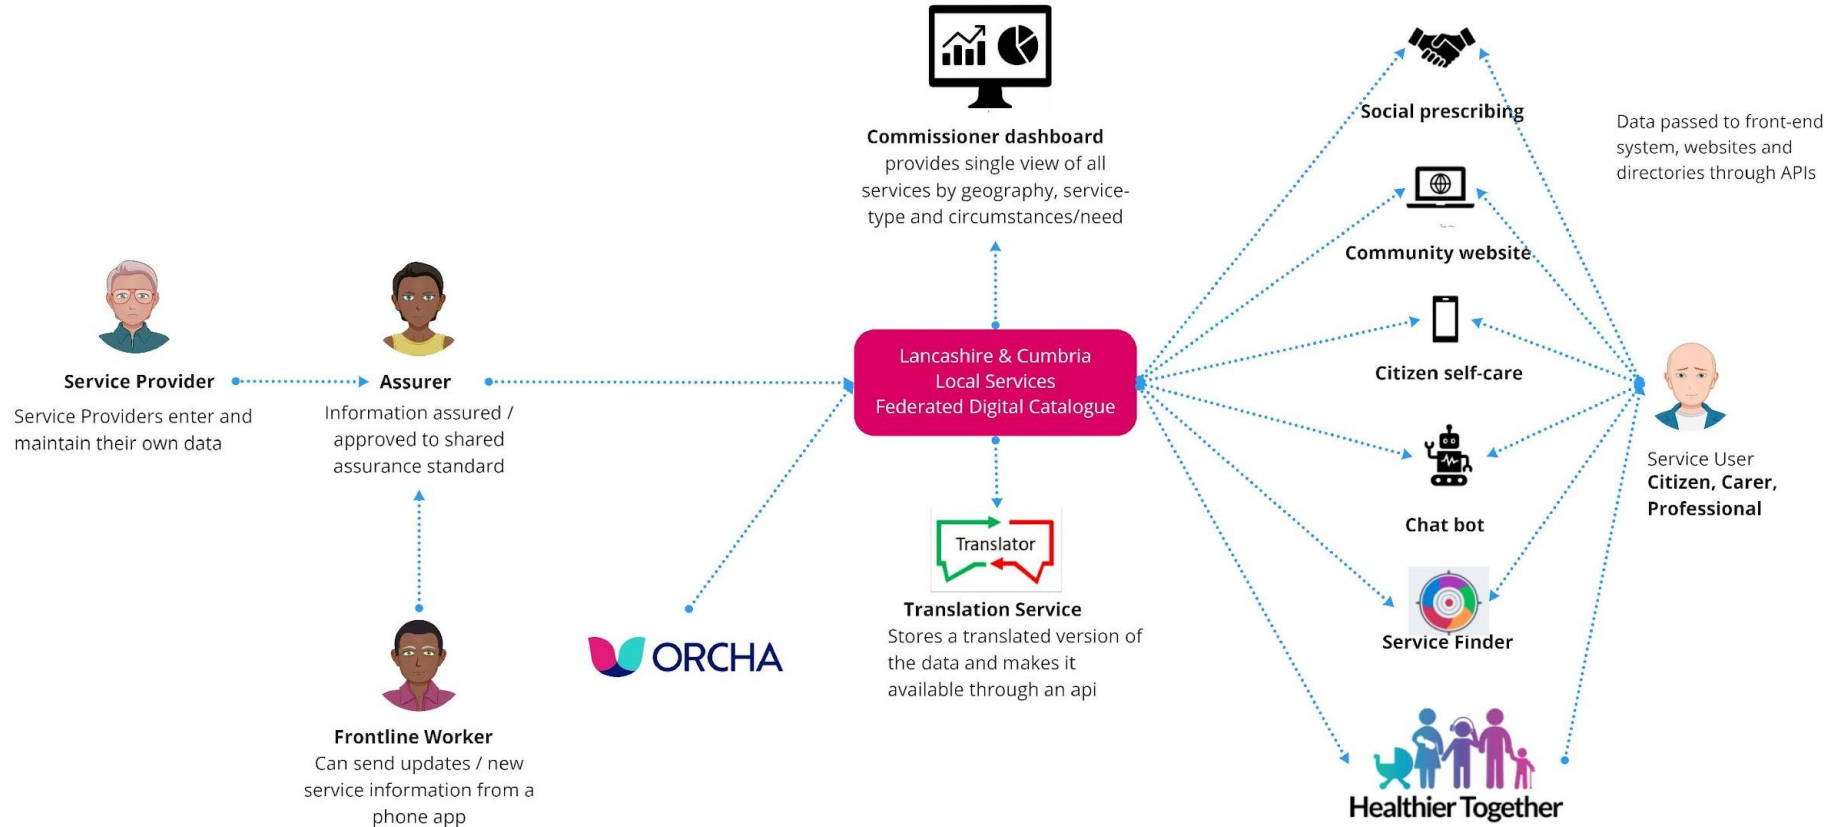 Commissioner dashboard
provides single view of all
services by geography, service-
type and circumstances/need
Social prescribing
Data passed to front-end
system, websites and
directories through APIs
Community website
Service Provider
Service Providers enter and
maintain their own data
Assurer
Information assured /
approved to shared
assurance standard
Lancashire & Cumbria
Local Services
Federated Digital Catalogue
Citizen self-care
Service User
Citizen, Carer,
Professional
Chat bot
Translator
Translation Service
Stores a translated version of
the data and makes it
available through an api
ORCHA
Service Finder
Frontline Worker
Can send updates / new
service information from a
phone app
Healthier Together